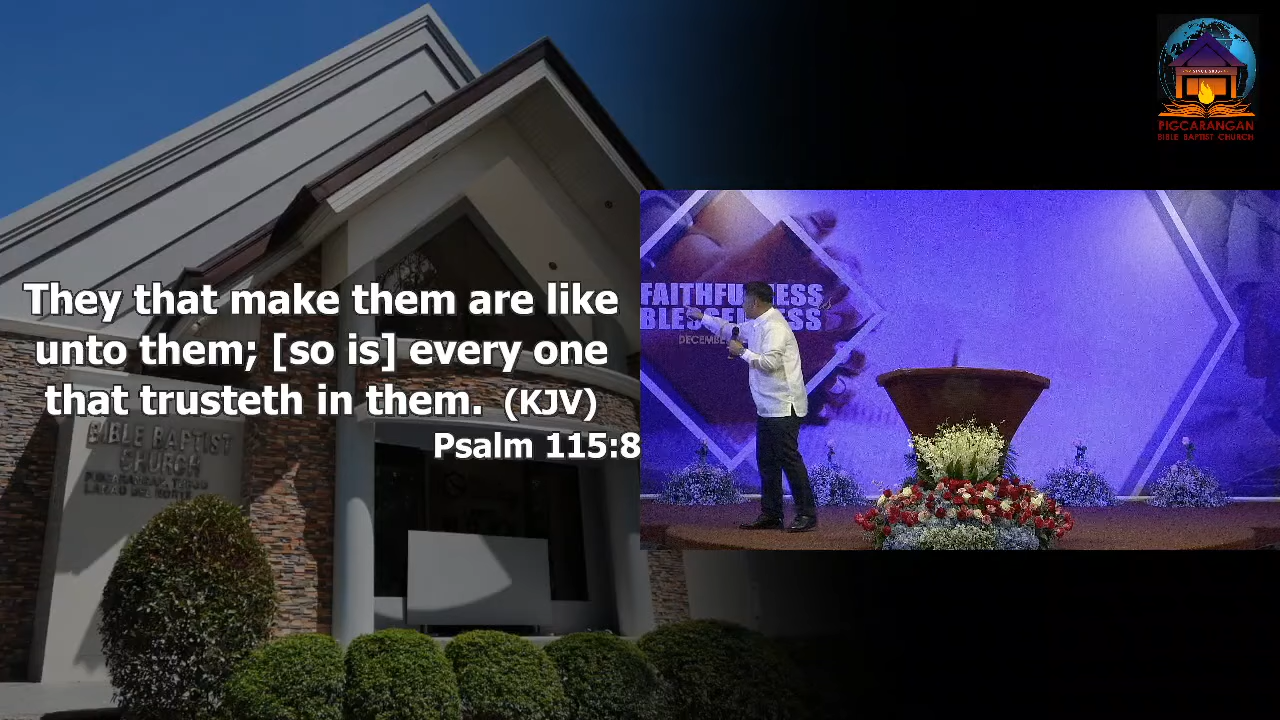 They that make them are like
unto them; [so is] every one
that trusteth in them. (KJV)
Psalm 115:8
BIBLE BAPTIST
CHURCH
PIGCARANGAN
BIBLE BAPTIST CHURCH